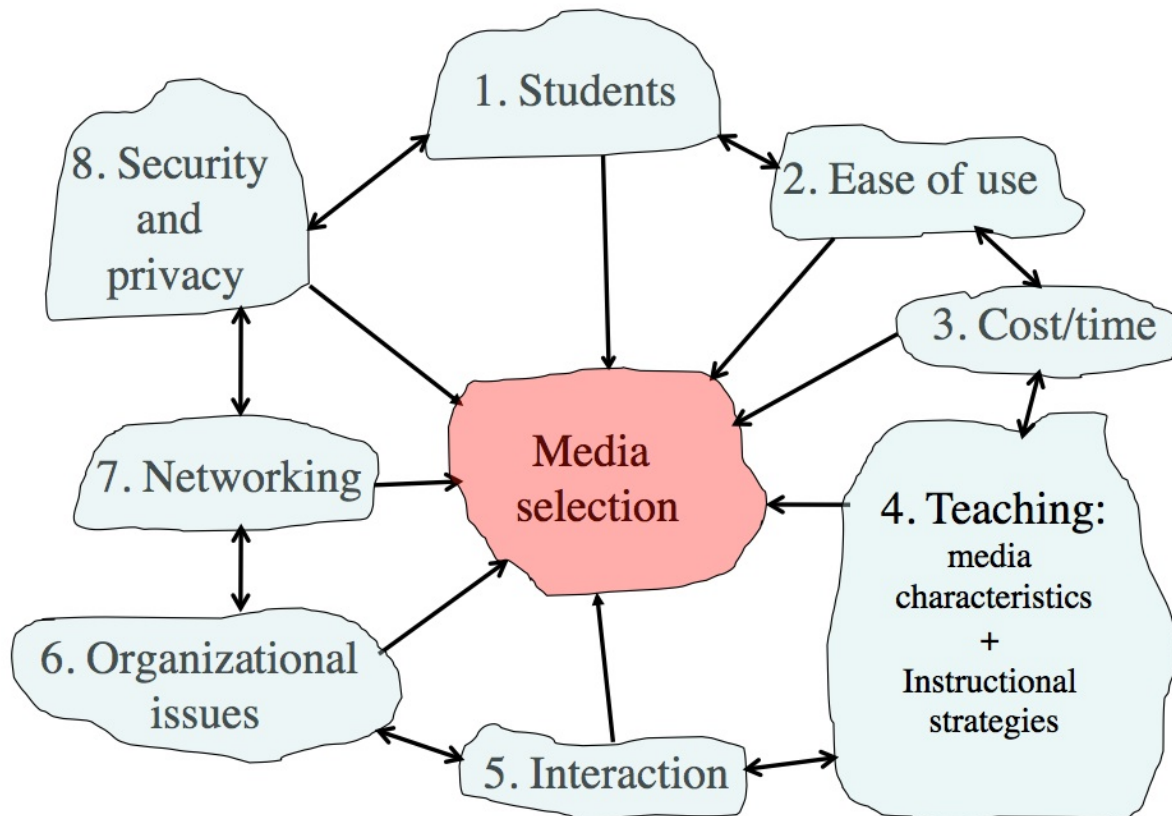 1. Students
2. Ease of use
3. Cost/time
4. Teaching:
media
characteristics
+
Instructional
strategies
5. Interaction
6. Organizational
issues
7. Networking
8. Security
and
privacy
Media
selection